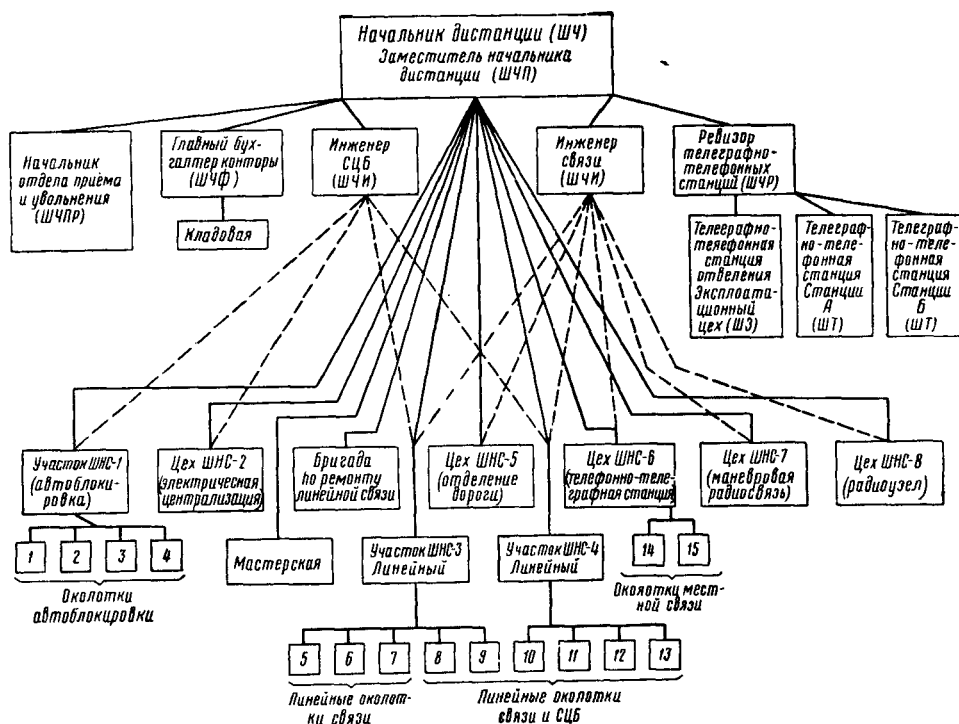 Начальник дистанции (ШЧ)
Заместитель начальника
дистанции (ШЧП)
Начальник
отдела приёма
и увольнения
(ШЧПР)
Главный бух-
галтер конторы
(ШЧФ)
Кладовая
Инженер
СЦБ
(ШЧИ)
Инженер
связи
(ШЧИ)
Ревизор
телеграфно-
телефонных
станций (ШЧР)
Телеграфно-
телефонная
станция
отделения
Эксплоата-
ционный
цех (ШЗ)
Телеграф-
но-теле-
фонная
станция
Станции
А
(ШТ)
Телеграф-
но-теле-
фонная
станция
Станции
Б
(ШТ)
Участок ШНС-1
(автоблоки-
ровка)
Цех ШНС-2
(электрическая
централизация)
Бригада
по ремонту
линейной связи
Цех ШНС-5
(отделение
дороги)
Цех ШНС-6
(телефонно-теле-
графная станция)
Цех ШНС-7
(маневровая
радиосвязь)
Цех ШНС-8
(радиоузел)
1 2 3 4
Околотки
автоблокировки
Мастерская
Участок ШНС-3
Линейный
Участок ШНС-4
Линейный
14 15
Околотки мест-
ной связи
5 6 7 8 9 10 11 12 13
Линейные околот-
ки связи
Линейные околотки
связи и СЦБ